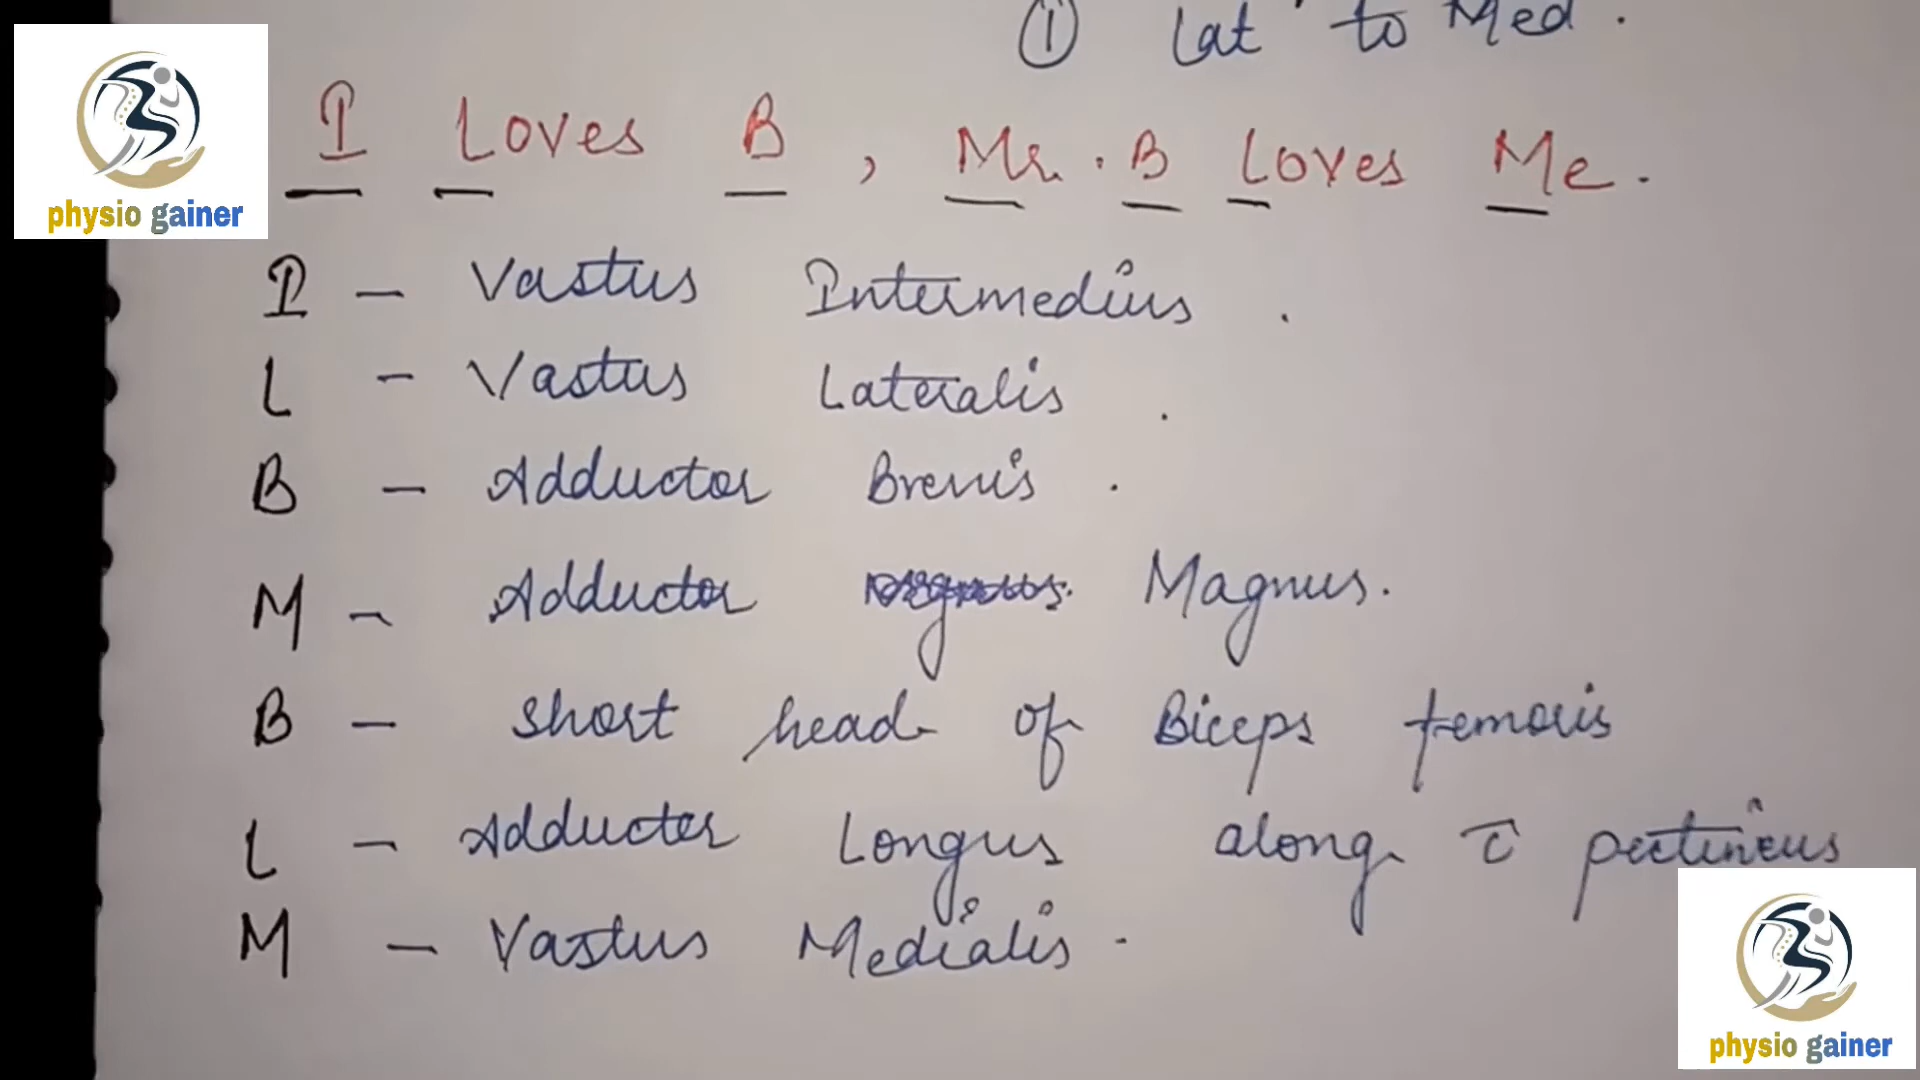 ① Lat to Med.
I Loves B, Mr. B Loves Me.
I - Vastus Intermedius.
L - Vastus Lateralis.
B - Adductor Brevis.
M - Adductor Magnus.
B - short head of Biceps femoris
L - Adductor Longus along c̄ pectineus
M - Vastus Medialis.
physio gainer
physio gainer